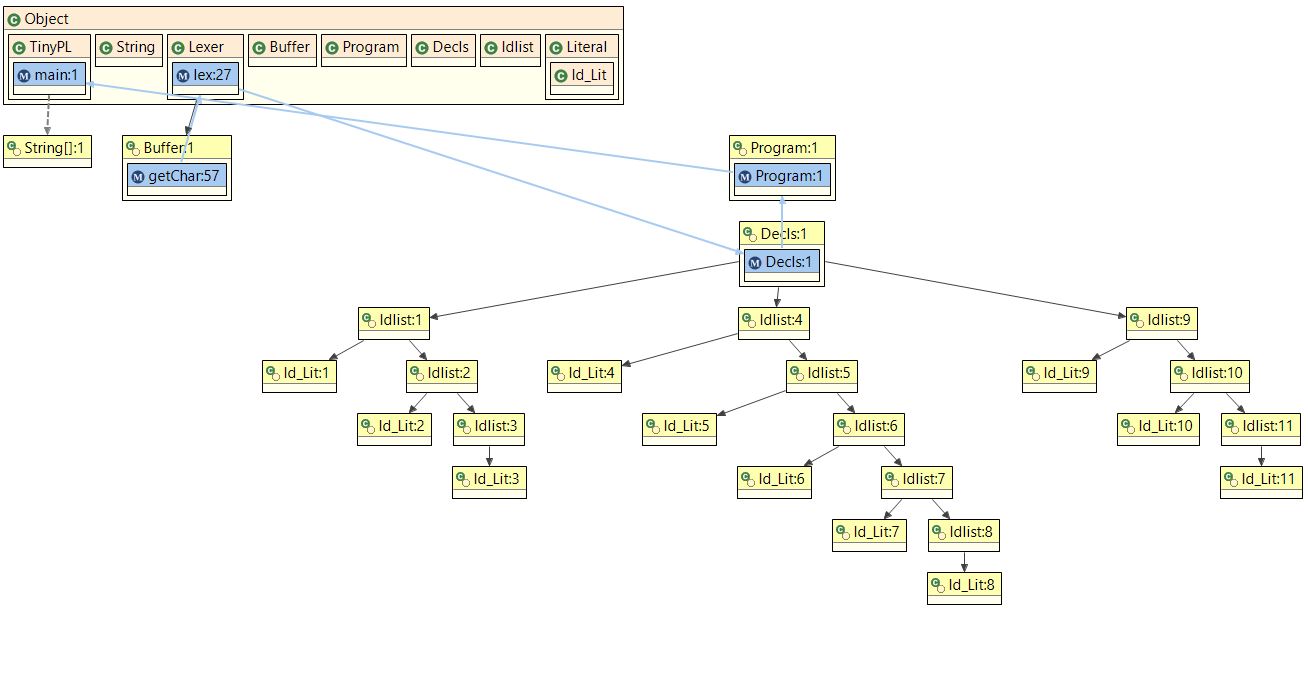 Object
TinyPL String Lexer Buffer Program Decls Idlist Literal
main:1 lex:27 Id_Lit
String[]:1 Buffer:1 Program:1
getChar:57 Program:1
Decls:1
Decls:1
Idlist:1 Idlist:4 Idlist:9
Id_Lit:1 Idlist:2 Id_Lit:4 Idlist:5 Id_Lit:9 Idlist:10
Id_Lit:2 Idlist:3 Id_Lit:5 Idlist:6 Id_Lit:10 Idlist:11
Id_Lit:3 Id_Lit:6 Idlist:7 Id_Lit:11
Id_Lit:7 Idlist:8
Id_Lit:8